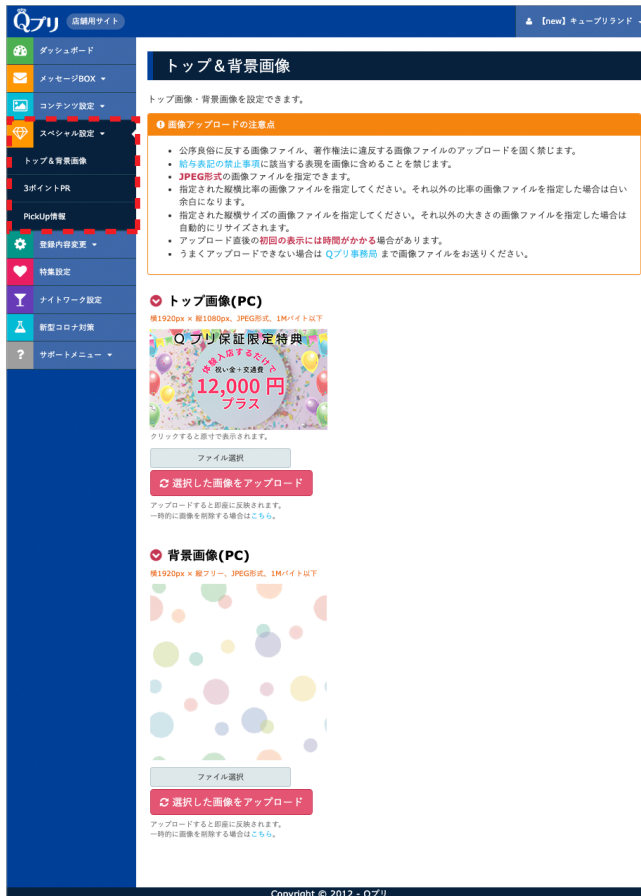 Qプリ 店舗用サイト
【new】キュープリランド
ダッシュボード
メッセージBOX
コンテンツ設定
スペシャル設定
トップ&背景画像
3ポイントPR
PickUp情報
登録内容変更
特集設定
ナイトワーク設定
新型コロナ対策
サポートメニュー
トップ&背景画像
トップ画像・背景画像を設定できます。
画像アップロードの注意点
公序良俗に反する画像ファイル、著作権法に違反する画像ファイルのアップロードを固く禁じます。
給与表記の禁止事項に該当する表現を画像に含めることを禁じます。
JPEG形式の画像ファイルを指定できます。
指定された縦横比率の画像ファイルを指定してください。それ以外の比率の画像ファイルを指定した場合は白い
余白になります。
指定された縦横サイズの画像ファイルを指定してください。それ以外の大きさの画像ファイルを指定した場合は
自動的にリサイズされます。
アップロード直後の初回の表示には時間がかかる場合があります。
うまくアップロードできない場合は Qプリ事務局 まで画像ファイルをお送りください。
トップ画像(PC)
横1920px × 縦1080px、JPEG形式、1Mバイト以下
Qプリ保証限定特典
体験入店するだけで
祝い金+交通費
12,000円
プラス
クリックすると原寸で表示されます。
ファイル選択
選択した画像をアップロード
アップロードすると即座に反映されます。
一時的に画像を削除する場合はこちら。
背景画像(PC)
横1920px × 縦フリー、JPEG形式、1Mバイト以下
ファイル選択
選択した画像をアップロード
アップロードすると即座に反映されます。
一時的に画像を削除する場合はこちら。
Copyright © 2012 - Qプリ